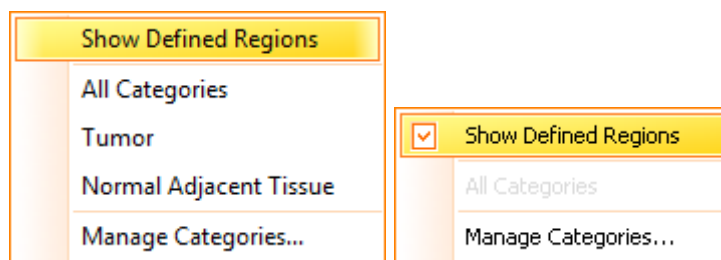 Show Defined Regions
All Categories
Tumor
Normal Adjacent Tissue
Manage Categories...
Show Defined Regions
All Categories
Manage Categories...